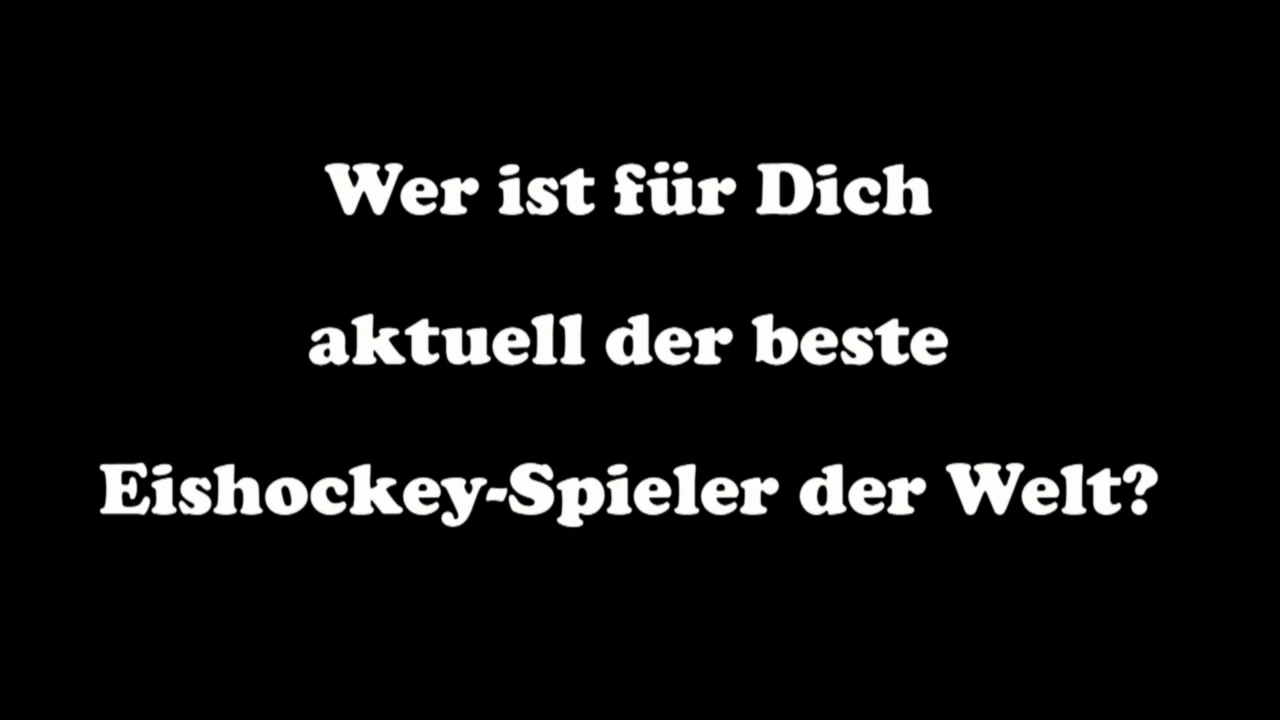 Wer ist für Dich
aktuell der beste
Eishockey-Spieler der Welt?